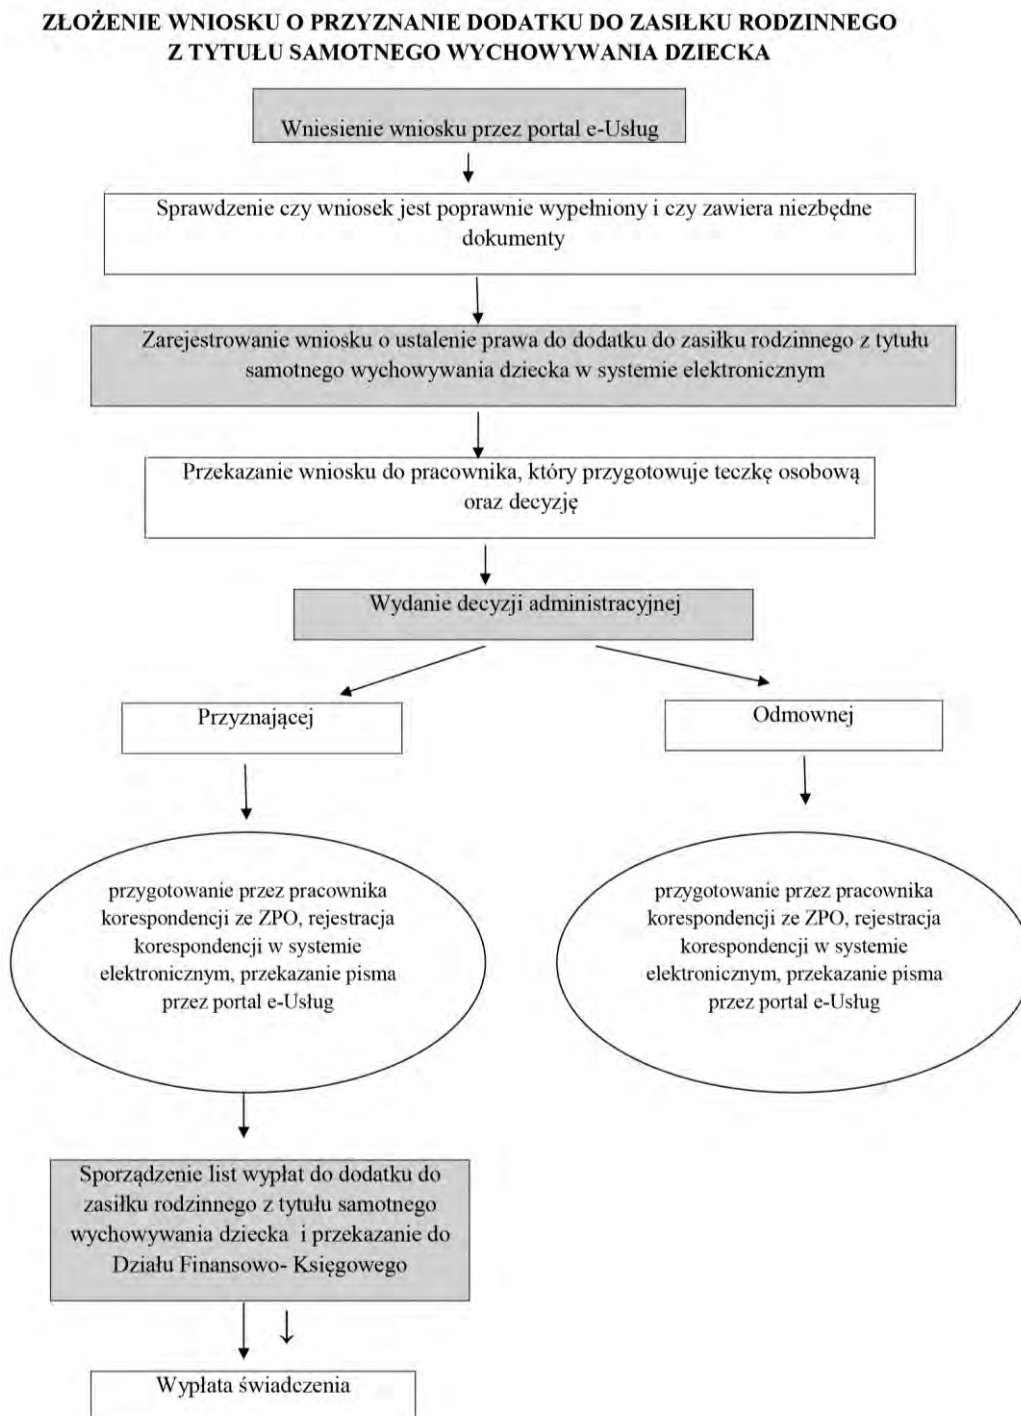 ZŁOŻENIE WNIOSKU O PRZYZNANIE DODATKU DO ZASIŁKU RODZINNEGO
Z TYTUŁU SAMOTNEGO WYCHOWYWANIA DZIECKA
Wniesienie wniosku przez portal e-Usług
Sprawdzenie czy wniosek jest poprawnie wypełniony i czy zawiera niezbędne
dokumenty
Zarejestrowanie wniosku o ustalenie prawa do dodatku do zasiłku rodzinnego z tytułu
samotnego wychowywania dziecka w systemie elektronicznym
Przekazanie wniosku do pracownika, który przygotowuje teczkę osobową
oraz decyzję
Wydanie decyzji administracyjnej
Przyznającej
Odmownej
przygotowanie przez pracownika
korespondencji ze ZPO, rejestracja
korespondencji w systemie
elektronicznym, przekazanie pisma
przez portal e-Usług
przygotowanie przez pracownika
korespondencji ze ZPO, rejestracja
korespondencji w systemie
elektronicznym, przekazanie pisma
przez portal e-Usług
Sporządzenie list wypłat do dodatku do
zasiłku rodzinnego z tytułu samotnego
wychowywania dziecka i przekazanie do
Działu Finansowo- Księgowego
Wypłata świadczenia